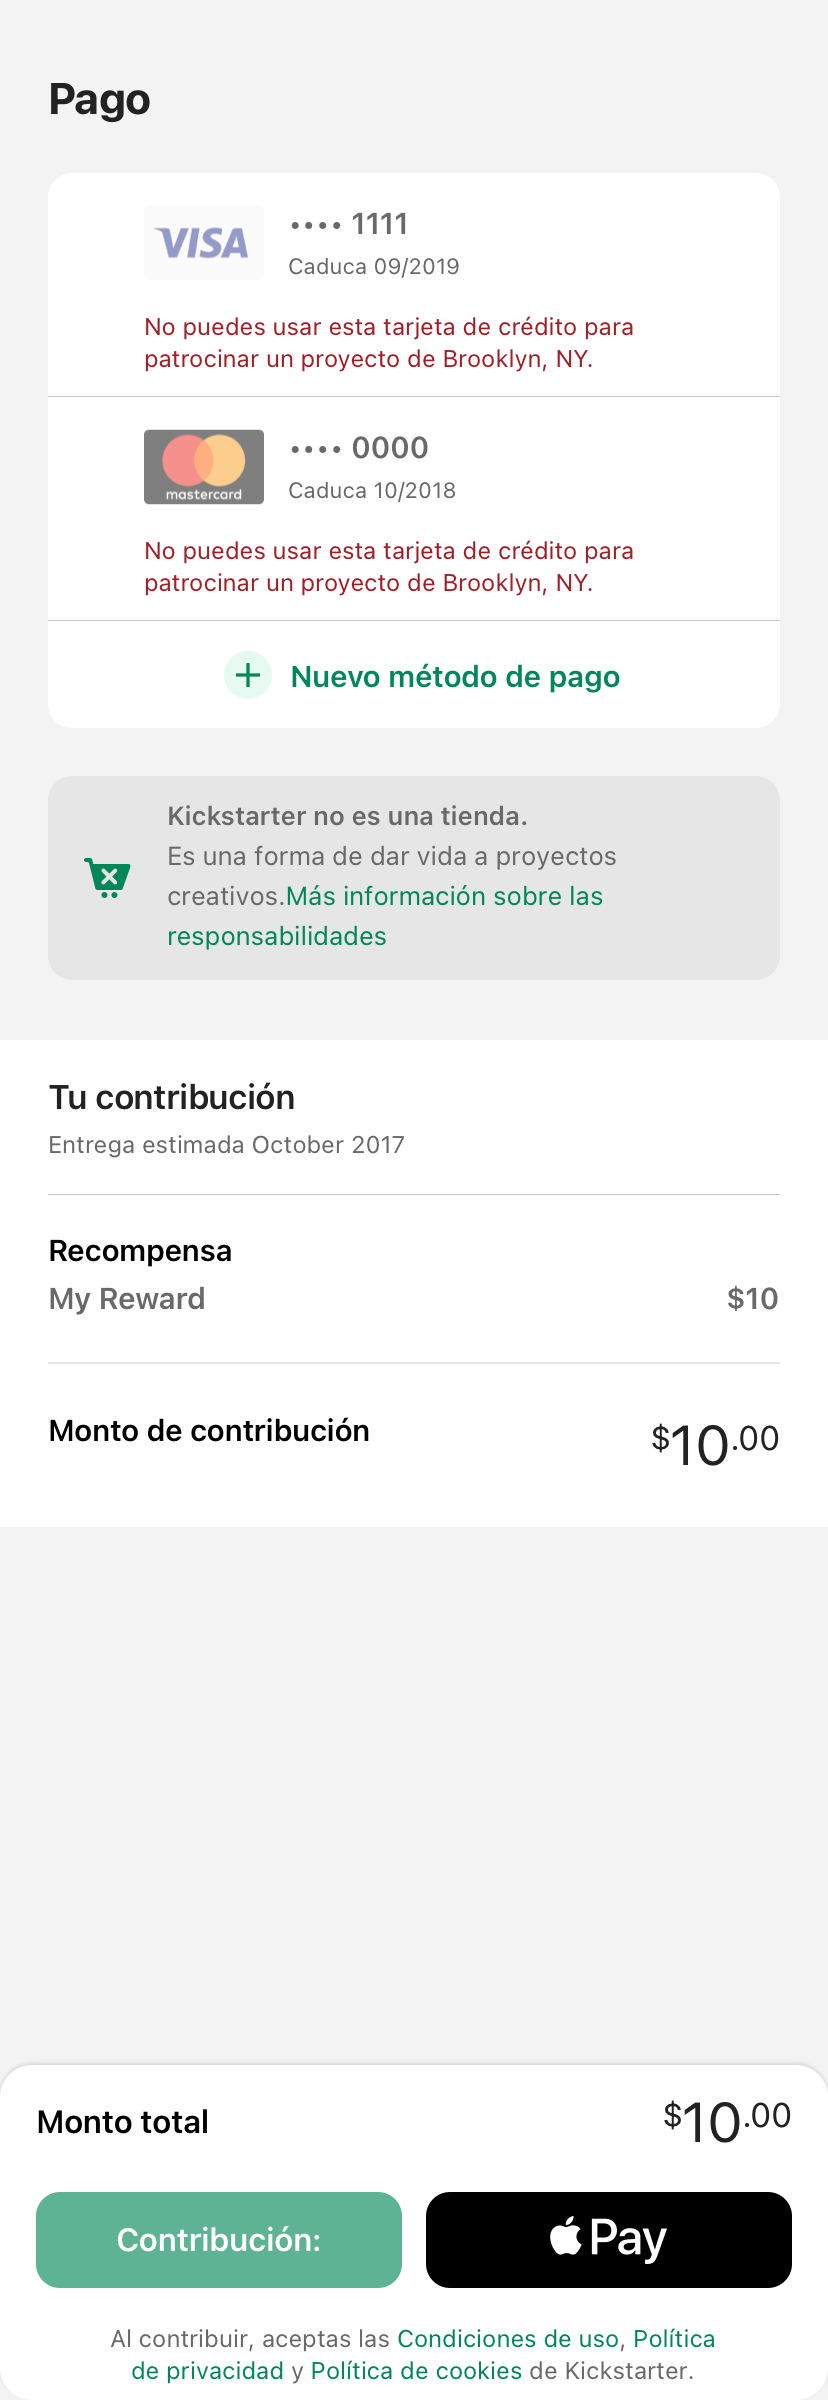 Pago
VISA
•••• 1111
Caduca 09/2019
No puedes usar esta tarjeta de crédito para
patrocinar un proyecto de Brooklyn, NY.
mastercard
•••• 0000
Caduca 10/2018
No puedes usar esta tarjeta de crédito para
patrocinar un proyecto de Brooklyn, NY.
+ Nuevo método de pago
Kickstarter no es una tienda.
Es una forma de dar vida a proyectos
creativos.Más información sobre las
responsabilidades
Tu contribución
Entrega estimada October 2017
Recompensa
My Reward $10
Monto de contribución $10.00
Monto total $10.00
Contribución: Pay
Al contribuir, aceptas las Condiciones de uso, Política
de privacidad y Política de cookies de Kickstarter.